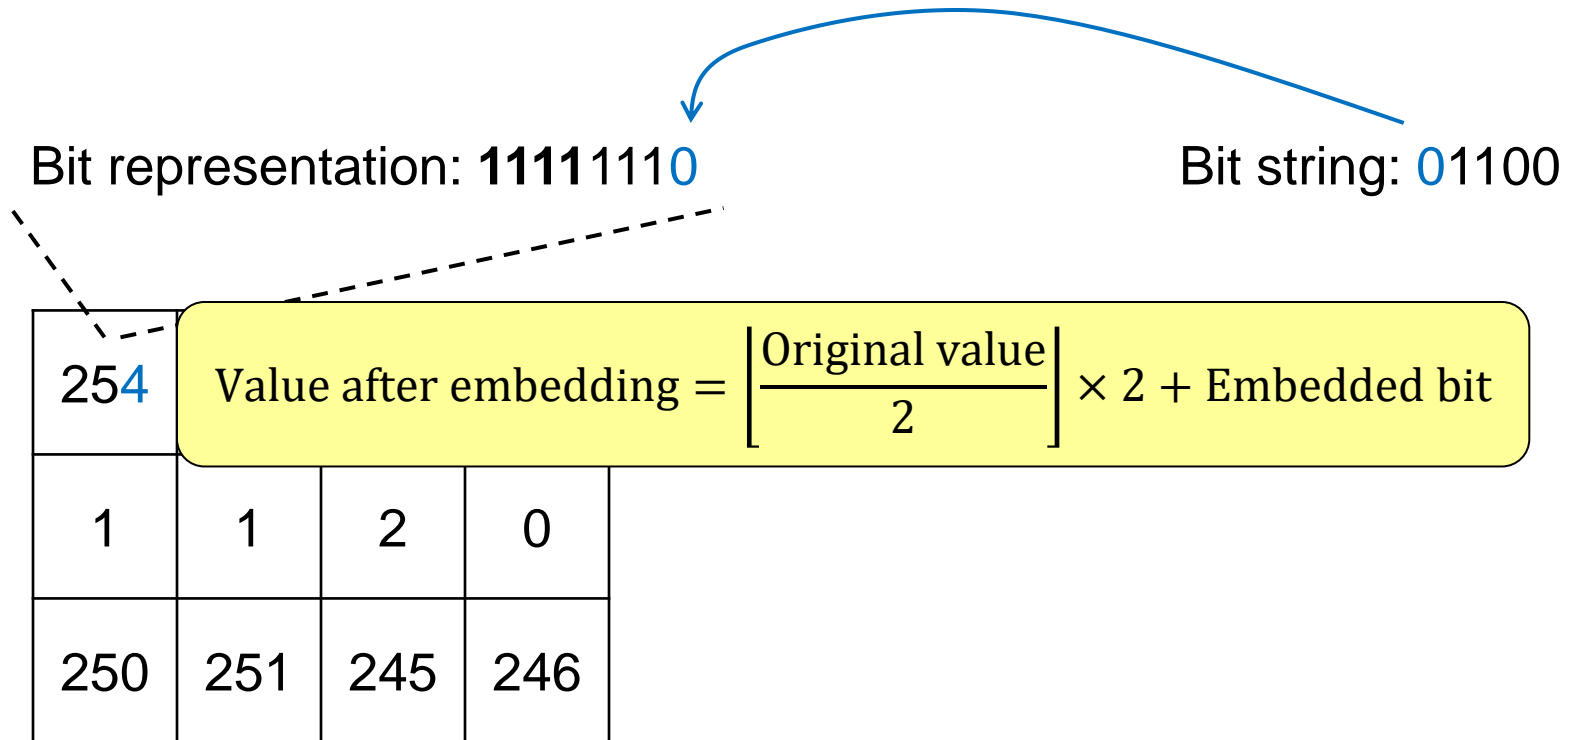 Bit representation: 11111110
Bit string: 01100
254
Value after embedding = ⌊Original value / 2⌋ × 2 + Embedded bit
1 1 2 0
250 251 245 246